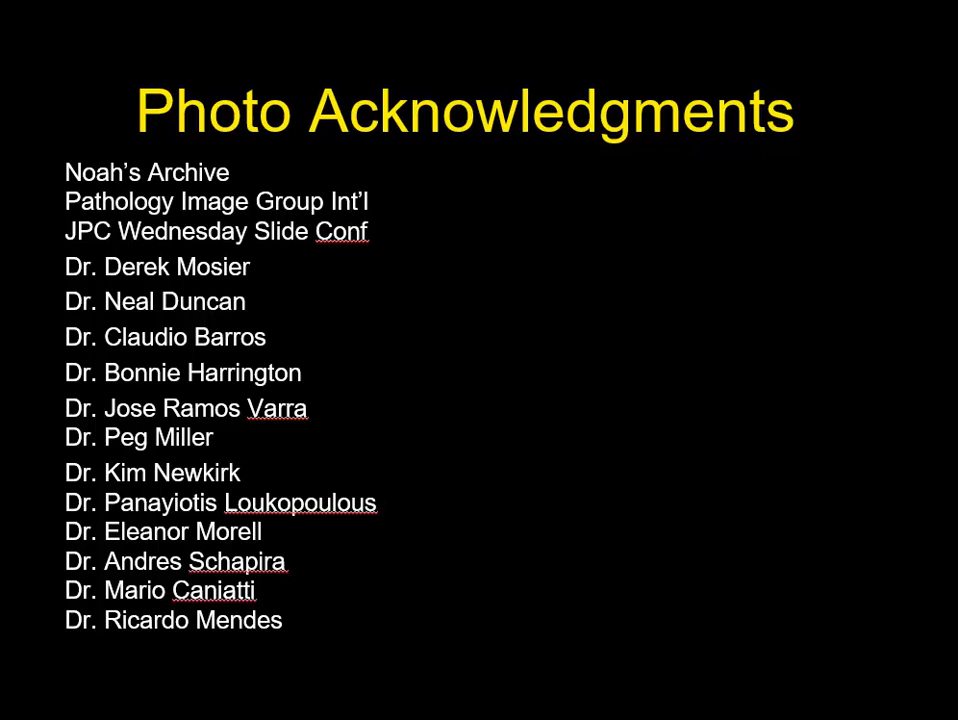 Photo Acknowledgments
Noah's Archive
Pathology Image Group Int'l
JPC Wednesday Slide Conf
Dr. Derek Mosier
Dr. Neal Duncan
Dr. Claudio Barros
Dr. Bonnie Harrington
Dr. Jose Ramos Varra
Dr. Peg Miller
Dr. Kim Newkirk
Dr. Panayiotis Loukopoulous
Dr. Eleanor Morell
Dr. Andres Schapira
Dr. Mario Caniatti
Dr. Ricardo Mendes